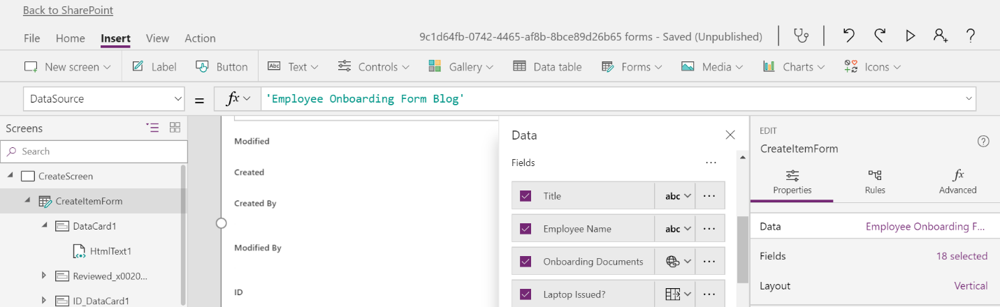 Back to SharePoint
File Home Insert View Action 9c1d64fb-0742-4465-af8b-8bce89d26b65 forms - Saved (Unpublished) ?
New screen Label Button Abc Text Controls Gallery Data table Forms Media Charts Icons
DataSource = fx 'Employee Onboarding Form Blog'
Screens
Search
CreateScreen
CreateItemForm
DataCard1
HtmlText1
Reviewed_x0020...
ID_DataCard1
Modified
Created
Created By
Modified By
ID
Data
Fields ...
Title abc ...
Employee Name abc ...
Onboarding Documents ...
Laptop Issued? ...
EDIT
CreateItemForm ?
Properties Rules fx Advanced
Data Employee Onboarding F...
Fields 18 selected
Layout Vertical